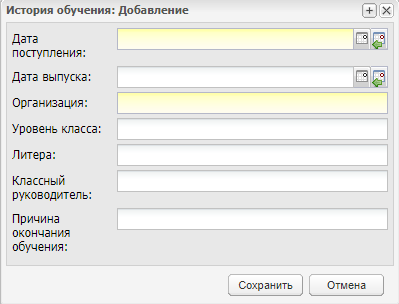 История обучения: Добавление
Дата
поступления:
Дата выпуска:
Организация:
Уровень класса:
Литера:
Классный
руководитель:
Причина
окончания
обучения:
Сохранить
Отмена